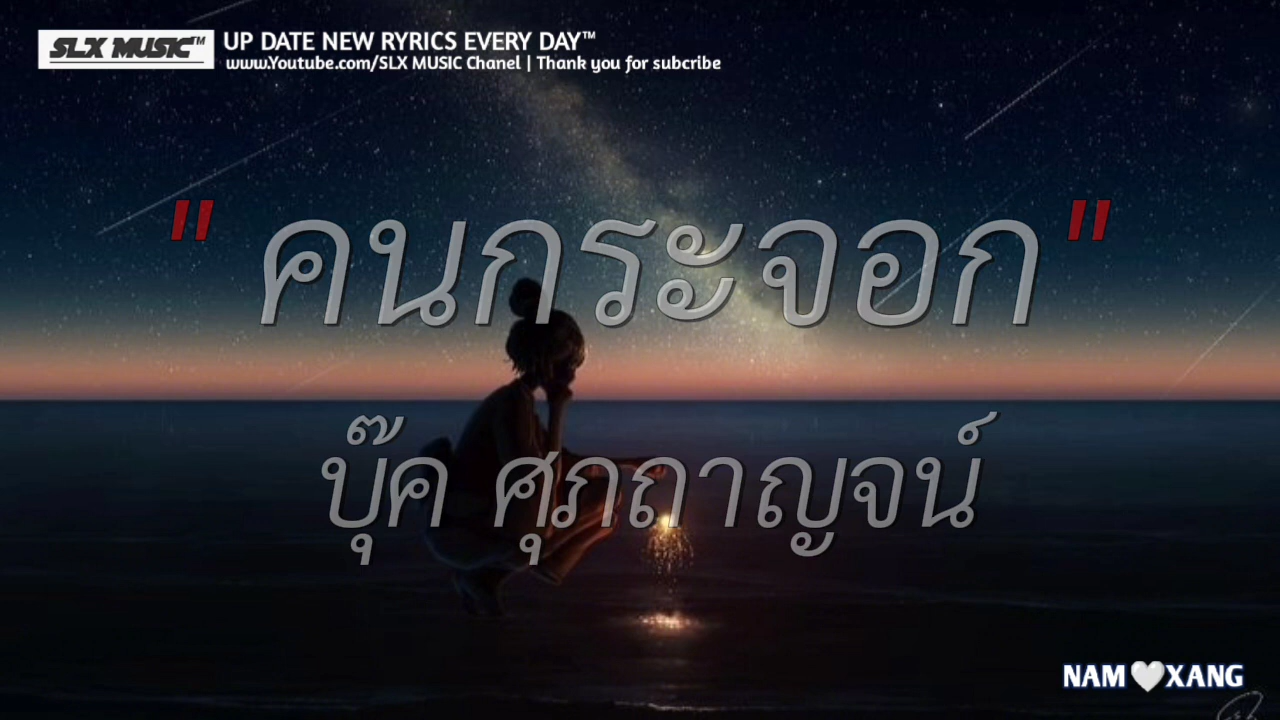 SLX MUSIC™ UP DATE NEW RYRICS EVERY DAY™
www.Youtube.com/SLX MUSIC Chanel | Thank you for subcribe
" คนกระจอก"
บุ๊ค ศุภถาญจน์
NAM🤍XANG